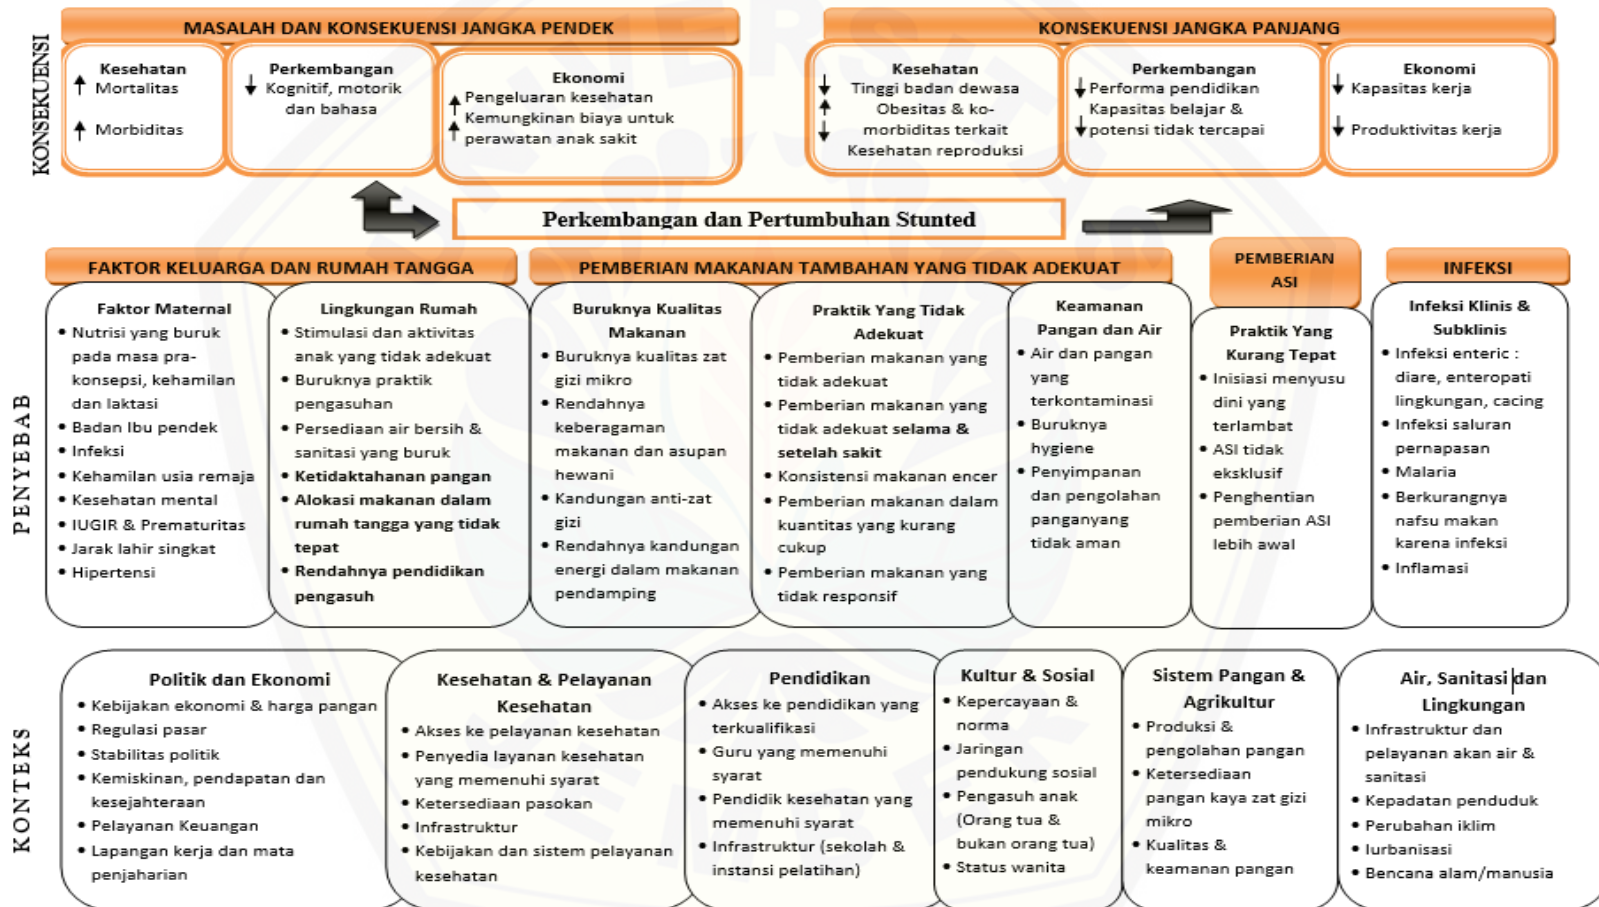 KONSEKUENSI
MASALAH DAN KONSEKUENSI JANGKA PENDEK
Kesehatan
Mortalitas
Morbiditas
Perkembangan
Kognitif, motorik
dan bahasa
Ekonomi
Pengeluaran kesehatan
Kemungkinan biaya untuk
perawatan anak sakit
KONSEKUENSI JANGKA PANJANG
Kesehatan
Tinggi badan dewasa
Obesitas & ko-
morbiditas terkait
Kesehatan reproduksi
Perkembangan
Performa pendidikan
Kapasitas belajar &
potensi tidak tercapai
Ekonomi
Kapasitas kerja
Produktivitas kerja
Perkembangan dan Pertumbuhan Stunted
PENYEBAB
FAKTOR KELUARGA DAN RUMAH TANGGA
Faktor Maternal
• Nutrisi yang buruk
pada masa pra-
konsepsi, kehamilan
dan laktasi
• Badan Ibu pendek
• Infeksi
• Kehamilan usia remaja
• Kesehatan mental
• IUGIR & Prematuritas
• Jarak lahir singkat
• Hipertensi
Lingkungan Rumah
• Stimulasi dan aktivitas
anak yang tidak adekuat
• Buruknya praktik
pengasuhan
• Persediaan air bersih &
sanitasi yang buruk
• Ketidaktahanan pangan
• Alokasi makanan dalam
rumah tangga yang tidak
tepat
• Rendahnya pendidikan
pengasuh
PEMBERIAN MAKANAN TAMBAHAN YANG TIDAK ADEKUAT
Buruknya Kualitas
Makanan
• Buruknya kualitas zat
gizi mikro
• Rendahnya
keberagaman
makanan dan asupan
hewani
• Kandungan anti-zat
gizi
• Rendahnya kandungan
energi dalam makanan
pendamping
Praktik Yang Tidak
Adekuat
• Pemberian makanan yang
tidak adekuat
• Pemberian makanan yang
tidak adekuat selama &
setelah sakit
• Konsistensi makanan encer
• Pemberian makanan dalam
kuantitas yang kurang
cukup
• Pemberian makanan yang
tidak responsif
Keamanan
Pangan dan Air
• Air dan pangan
yang
terkontaminasi
• Buruknya
hygiene
• Penyimpanan
dan pengolahan
panganyang
tidak aman
PEMBERIAN
ASI
Praktik Yang
Kurang Tepat
• Inisiasi menyusu
dini yang
terlambat
• ASI tidak
eksklusif
• Penghentian
pemberian ASI
lebih awal
INFEKSI
Infeksi Klinis &
Subklinis
• Infeksi enteric :
diare, enteropati
lingkungan, cacing
• Infeksi saluran
pernapasan
• Malaria
• Berkurangnya
nafsu makan
karena infeksi
• Inflamasi
KONTEKS
Politik dan Ekonomi
• Kebijakan ekonomi & harga pangan
• Regulasi pasar
• Stabilitas politik
• Kemiskinan, pendapatan dan
kesejahteraan
• Pelayanan Keuangan
• Lapangan kerja dan mata
penjaharian
Kesehatan & Pelayanan
Kesehatan
• Akses ke pelayanan kesehatan
• Penyedia layanan kesehatan
yang memenuhi syarat
• Ketersediaan pasokan
• Infrastruktur
• Kebijakan dan sistem pelayanan
kesehatan
Pendidikan
• Akses ke pendidikan yang
terkualifikasi
• Guru yang memenuhi
syarat
• Pendidik kesehatan yang
memenuhi syarat
• Infrastruktur (sekolah &
instansi pelatihan)
Kultur & Sosial
• Kepercayaan &
norma
• Jaringan
pendukung sosial
• Pengasuh anak
(Orang tua &
bukan orang tua)
• Status wanita
Sistem Pangan &
Agrikultur
• Produksi &
pengolahan pangan
• Ketersediaan
pangan kaya zat gizi
mikro
• Kualitas &
keamanan pangan
Air, Sanitasi dan
Lingkungan
• Infrastruktur dan
pelayanan akan air &
sanitasi
• Kepadatan penduduk
• Perubahan iklim
• Iurbanisasi
• Bencana alam/manusia